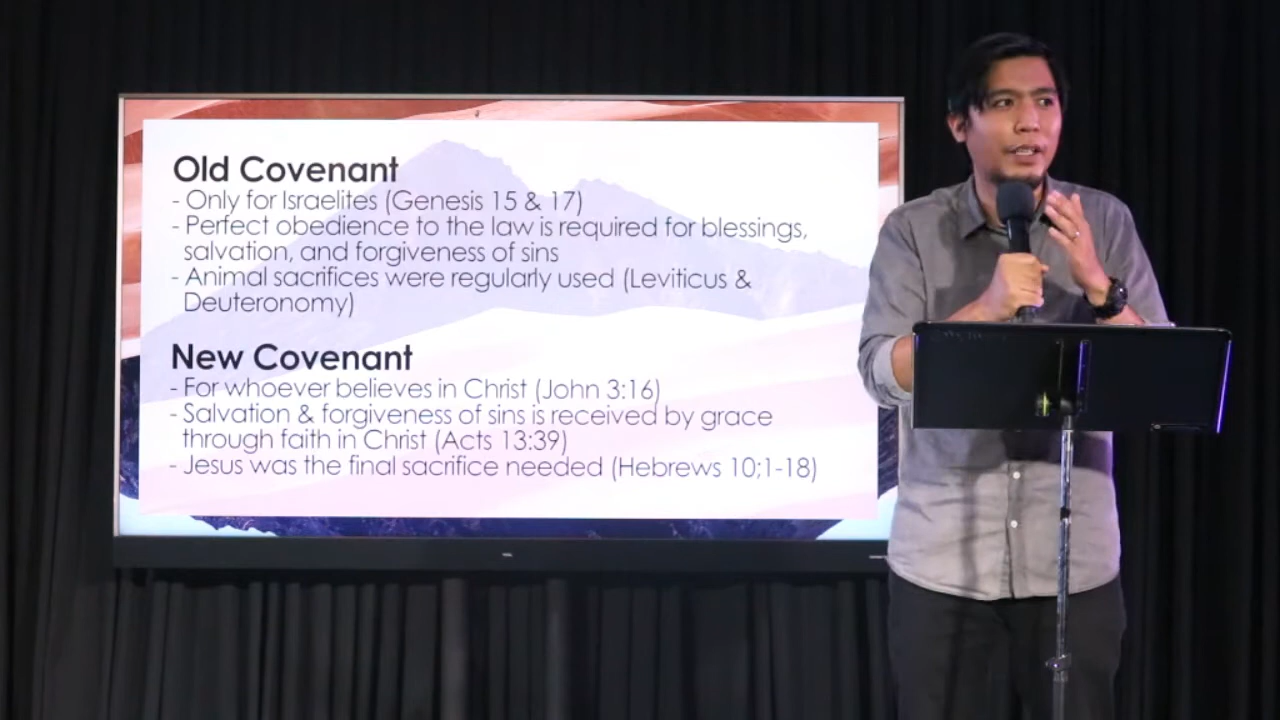 Old Covenant
- Only for Israelites (Genesis 15 & 17)
- Perfect obedience to the law is required for blessings,
salvation, and forgiveness of sins
- Animal sacrifices were regularly used (Leviticus &
Deuteronomy)
New Covenant
- For whoever believes in Christ (John 3:16)
- Salvation & forgiveness of sins is received by grace
through faith in Christ (Acts 13:39)
- Jesus was the final sacrifice needed (Hebrews 10;1-18)